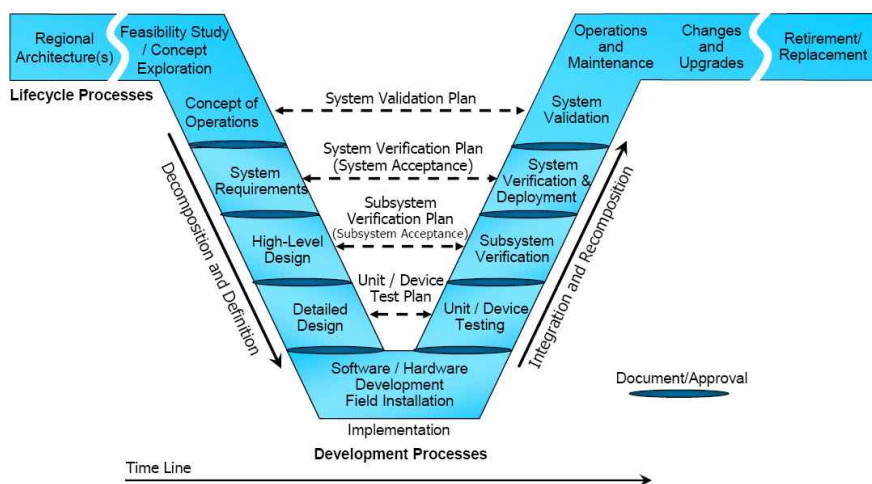 Regional
Architecture(s)
Feasibility Study
/ Concept
Exploration
Operations
and
Maintenance
Changes
and
Upgrades
Retirement/
Replacement
Lifecycle Processes
Concept of
Operations
System Validation Plan
System
Validation
System Verification Plan
(System Acceptance)
System
Requirements
System
Verification &
Deployment
Decomposition and Definition
Subsystem
Verification Plan
(Subsystem Acceptance)
High-Level
Design
Subsystem
Verification
Integration and Recomposition
Unit / Device
Test Plan
Detailed
Design
Unit / Device
Testing
Software / Hardware
Development
Field Installation
Document/Approval
Implementation
Development Processes
Time Line